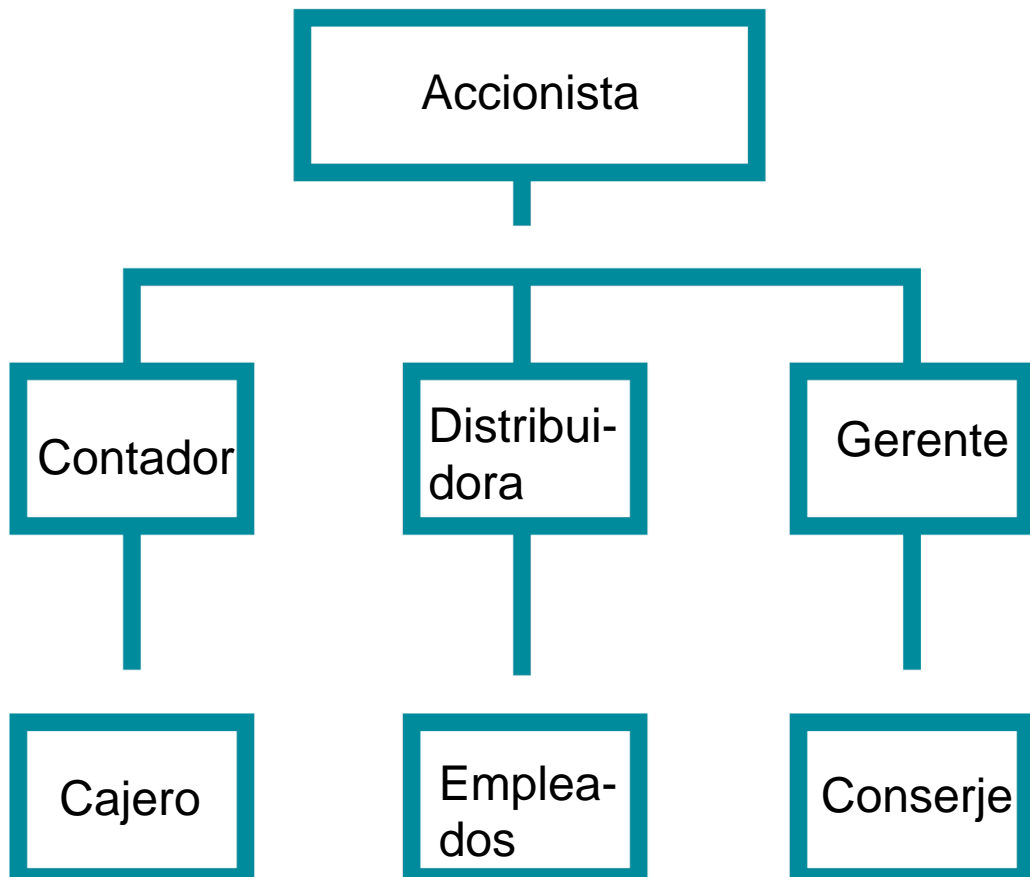 Accionista
Contador
Distribui-
dora
Gerente
Cajero
Emplea-
dos
Conserje